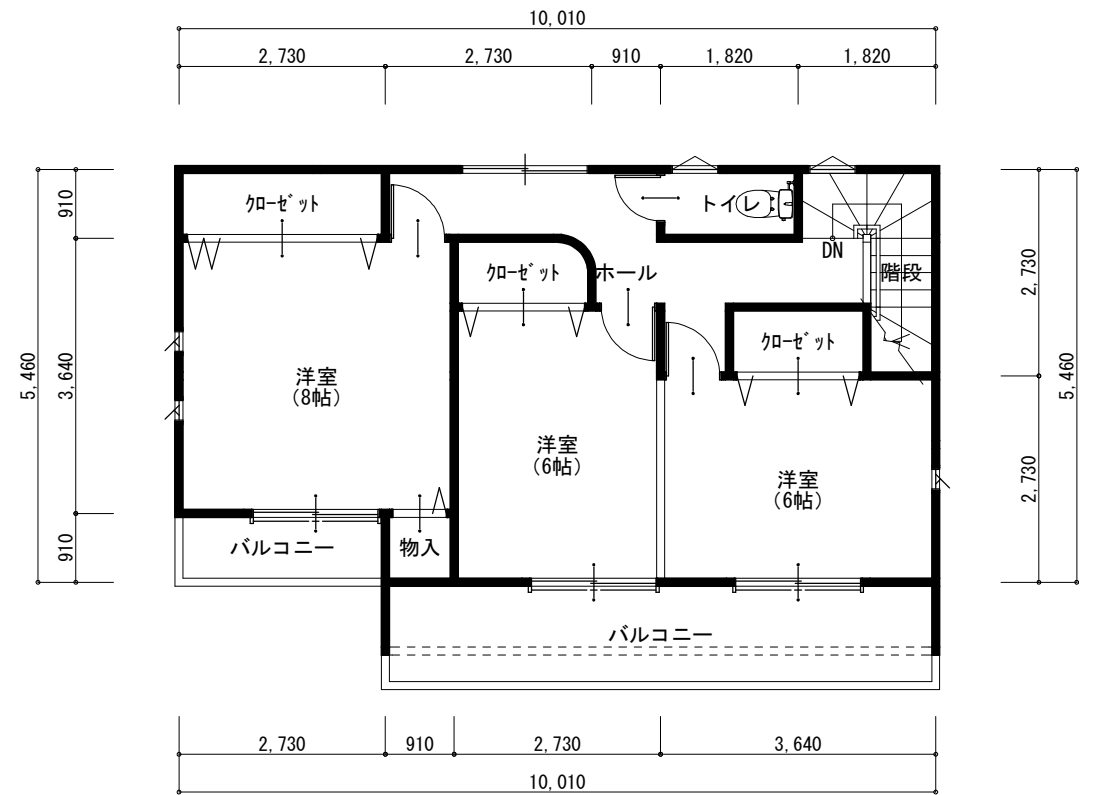 10,010
2,730
2,730
910
1,820
1,820
5,460
910
3,640
910
クローゼット
トイレ
DN
階段
クローゼット
ホール
クローゼット
洋室
(8帖)
洋室
(6帖)
洋室
(6帖)
バルコニー
物入
バルコニー
2,730
2,730
5,460
2,730
910
2,730
3,640
10,010